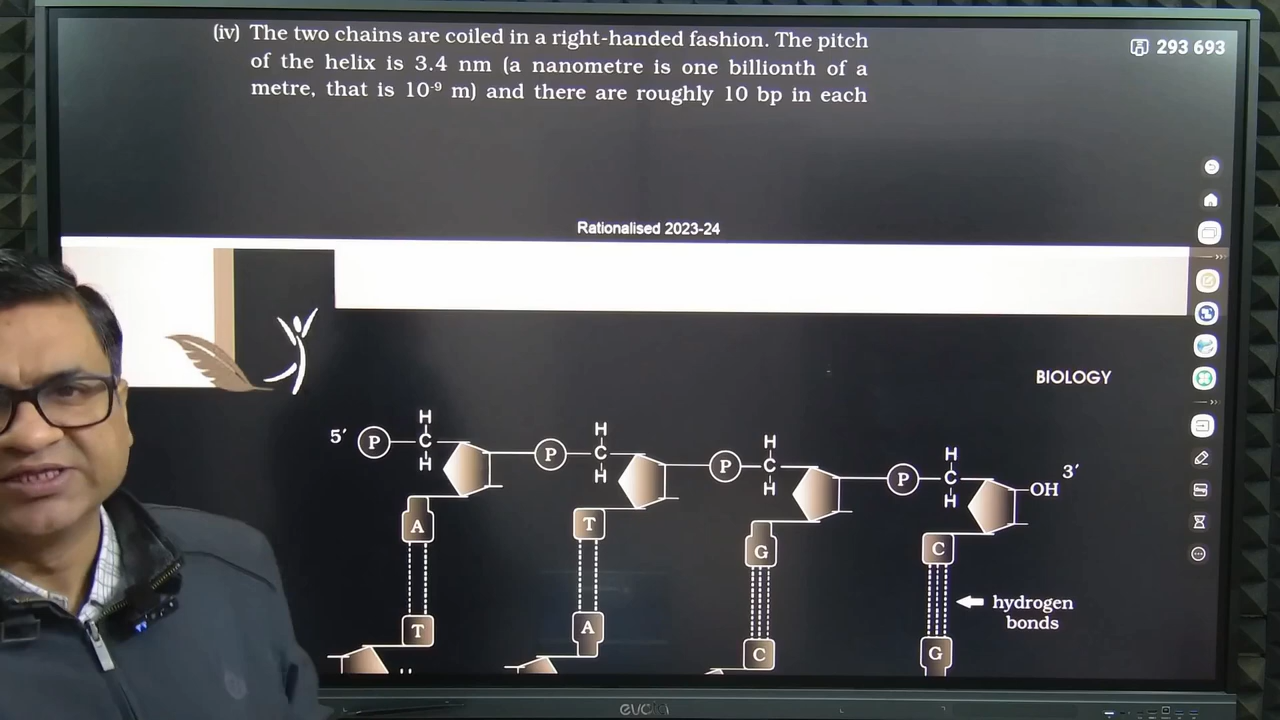 (iv) The two chains are coiled in a right-handed fashion. The pitch
of the helix is 3.4 nm (a nanometre is one billionth of a
metre, that is 10⁻⁹ m) and there are roughly 10 bp in each
293 693
Rationalised 2023-24
BIOLOGY
5′ P H C H P H C H P H C H P H C H OH 3′
A T G C
hydrogen
bonds
T A C G
H
evota